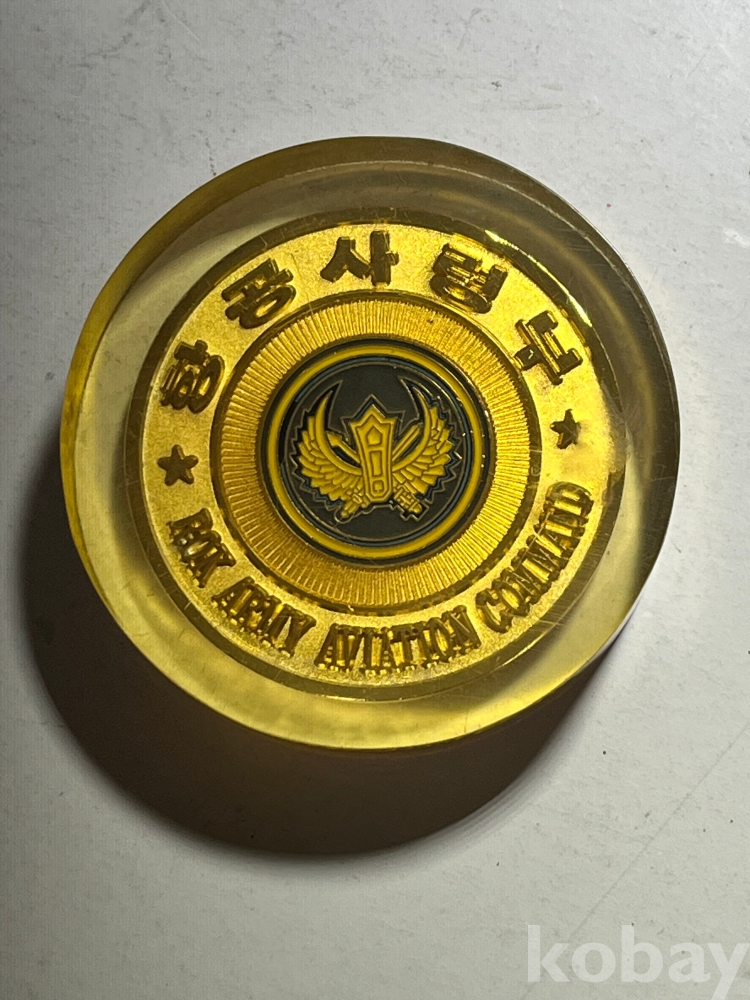 항공사령부
ROK ARMY AVIATION COMMAND
kobay